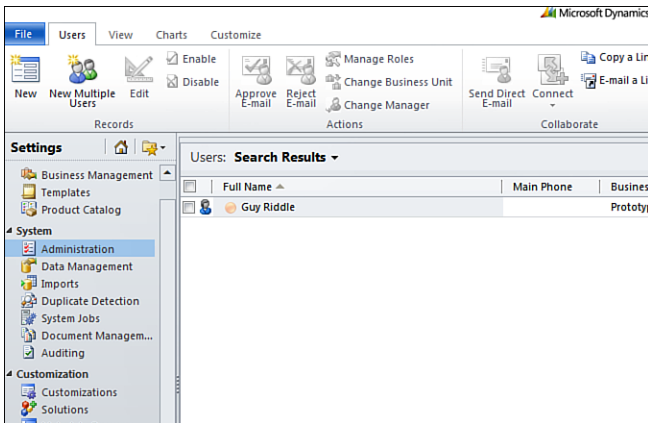 Microsoft Dynamics
File Users View Charts Customize
New
New Multiple Users
Edit
Enable
Disable
Records
Approve E-mail
Reject E-mail
Manage Roles
Change Business Unit
Change Manager
Actions
Send Direct E-mail
Connect
Copy a Lin
E-mail a Li
Collaborate
Settings
Business Management
Templates
Product Catalog
System
Administration
Data Management
Imports
Duplicate Detection
System Jobs
Document Managem...
Auditing
Customization
Customizations
Solutions
Users: Search Results
Full Name Main Phone Busines
Guy Riddle Prototy